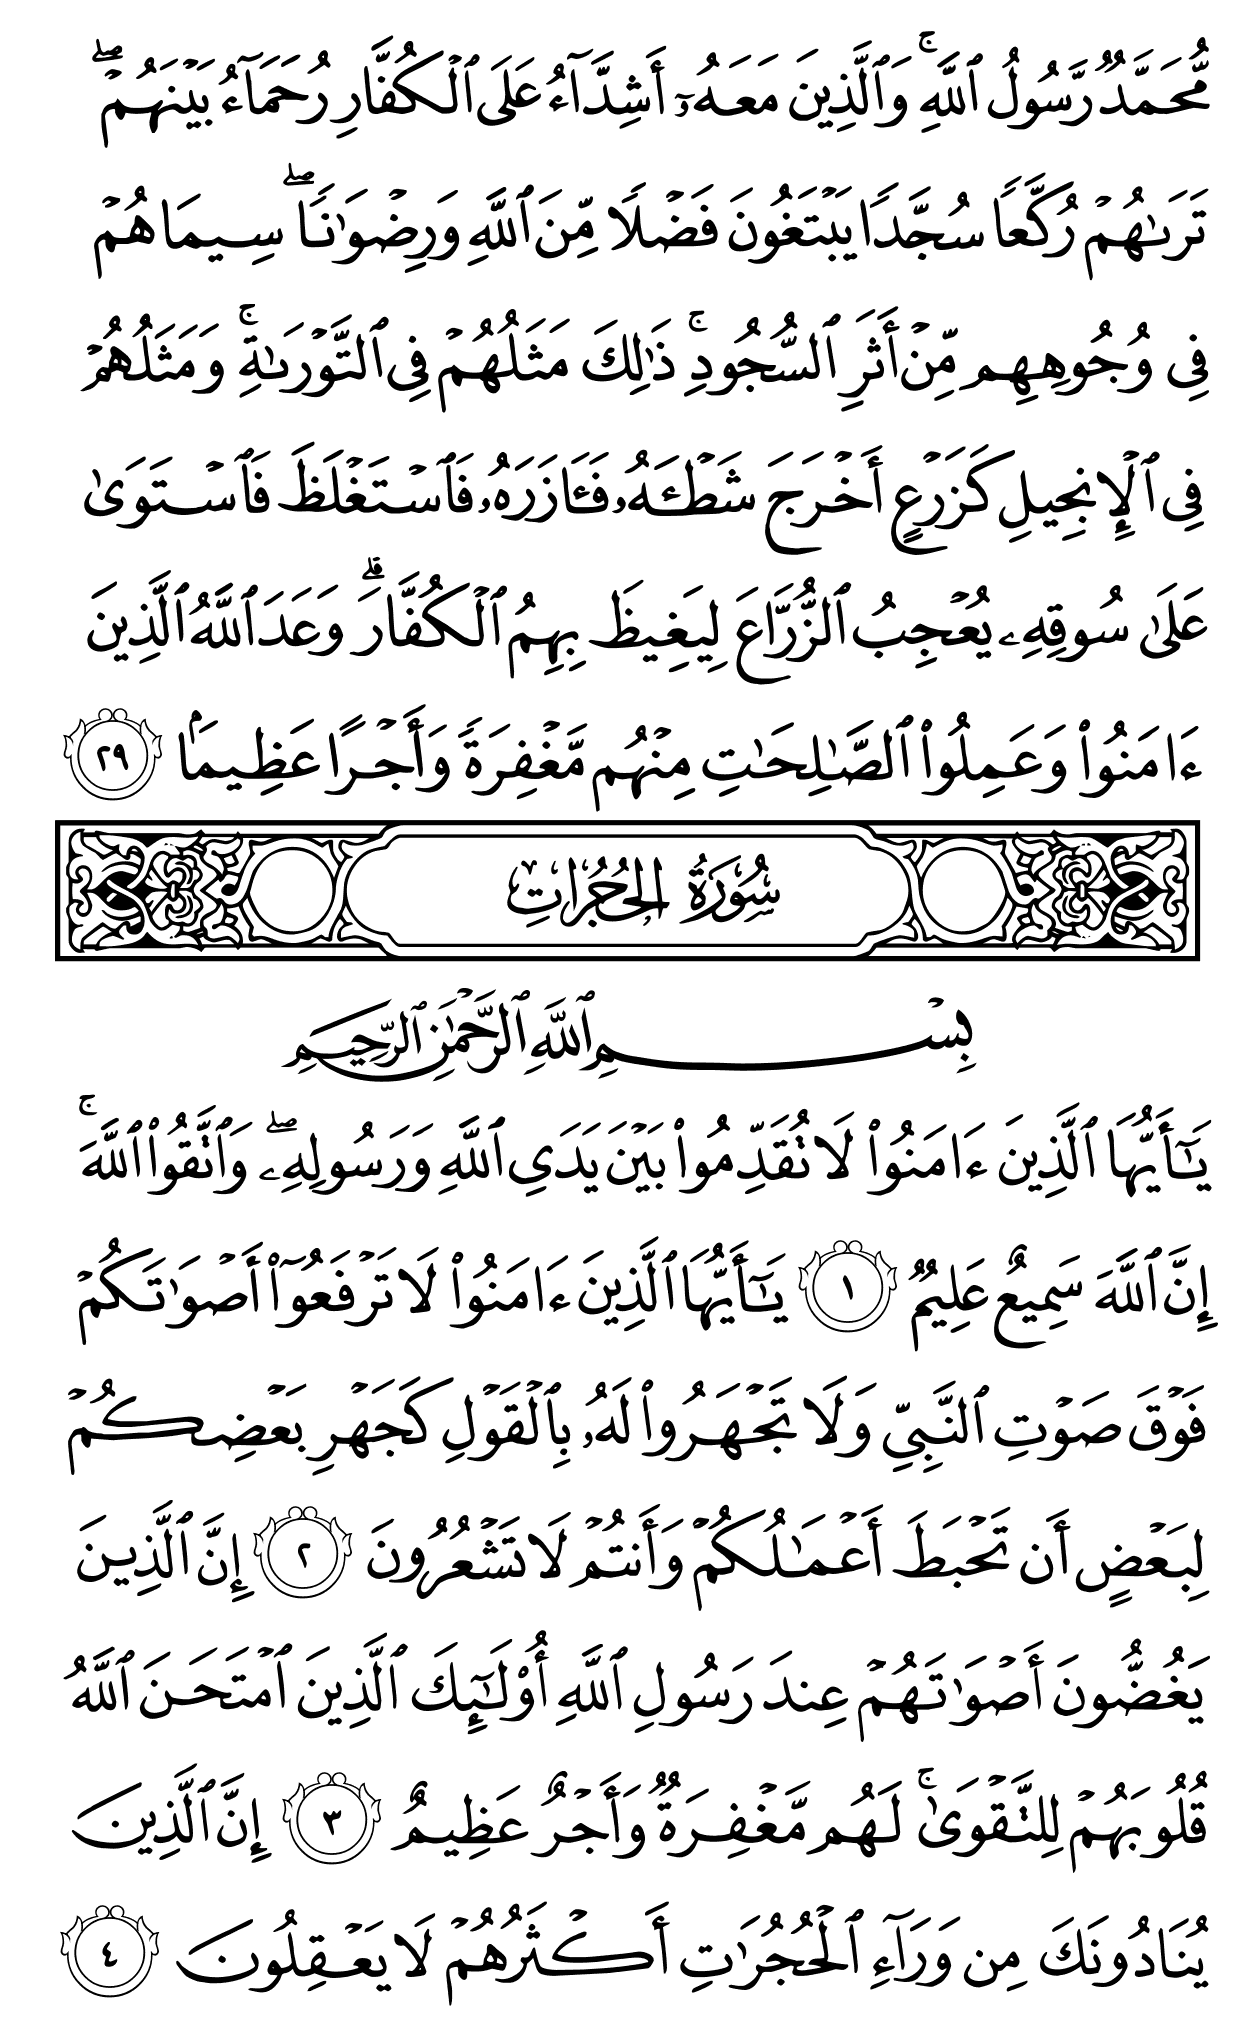 مُّحَمَّدٌ رَّسُولُ ٱللَّهِ ۚ وَٱلَّذِينَ مَعَهُۥٓ أَشِدَّآءُ عَلَى ٱلْكُفَّارِ رُحَمَآءُ بَيْنَهُمْ ۖ
تَرَىٰهُمْ رُكَّعًا سُجَّدًا يَبْتَغُونَ فَضْلًا مِّنَ ٱللَّهِ وَرِضْوَٰنًا ۖ سِيمَاهُمْ
فِى وُجُوهِهِم مِّنْ أَثَرِ ٱلسُّجُودِ ۚ ذَٰلِكَ مَثَلُهُمْ فِى ٱلتَّوْرَىٰةِ ۚ وَمَثَلُهُمْ
فِى ٱلْإِنجِيلِ كَزَرْعٍ أَخْرَجَ شَطْـَٔهُۥ فَـَٔازَرَهُۥ فَٱسْتَغْلَظَ فَٱسْتَوَىٰ
عَلَىٰ سُوقِهِۦ يُعْجِبُ ٱلزُّرَّاعَ لِيَغِيظَ بِهِمُ ٱلْكُفَّارَ ۗ وَعَدَ ٱللَّهُ ٱلَّذِينَ
ءَامَنُوا۟ وَعَمِلُوا۟ ٱلصَّـٰلِحَـٰتِ مِنْهُم مَّغْفِرَةً وَأَجْرًا عَظِيمًۢا ٢٩
سُورَةُ الحُجُرَاتِ
بِسْمِ ٱللَّهِ ٱلرَّحْمَـٰنِ ٱلرَّحِيمِ
يَـٰٓأَيُّهَا ٱلَّذِينَ ءَامَنُوا۟ لَا تُقَدِّمُوا۟ بَيْنَ يَدَىِ ٱللَّهِ وَرَسُولِهِۦ ۖ وَٱتَّقُوا۟ ٱللَّهَ ۚ
إِنَّ ٱللَّهَ سَمِيعٌ عَلِيمٌ ١ يَـٰٓأَيُّهَا ٱلَّذِينَ ءَامَنُوا۟ لَا تَرْفَعُوٓا۟ أَصْوَٰتَكُمْ
فَوْقَ صَوْتِ ٱلنَّبِىِّ وَلَا تَجْهَرُوا۟ لَهُۥ بِٱلْقَوْلِ كَجَهْرِ بَعْضِكُمْ
لِبَعْضٍ أَن تَحْبَطَ أَعْمَـٰلُكُمْ وَأَنتُمْ لَا تَشْعُرُونَ ٢ إِنَّ ٱلَّذِينَ
يَغُضُّونَ أَصْوَٰتَهُمْ عِندَ رَسُولِ ٱللَّهِ أُو۟لَـٰٓئِكَ ٱلَّذِينَ ٱمْتَحَنَ ٱللَّهُ
قُلُوبَهُمْ لِلتَّقْوَىٰ ۚ لَهُم مَّغْفِرَةٌ وَأَجْرٌ عَظِيمٌ ٣ إِنَّ ٱلَّذِينَ
يُنَادُونَكَ مِن وَرَآءِ ٱلْحُجُرَٰتِ أَكْثَرُهُمْ لَا يَعْقِلُونَ ٤